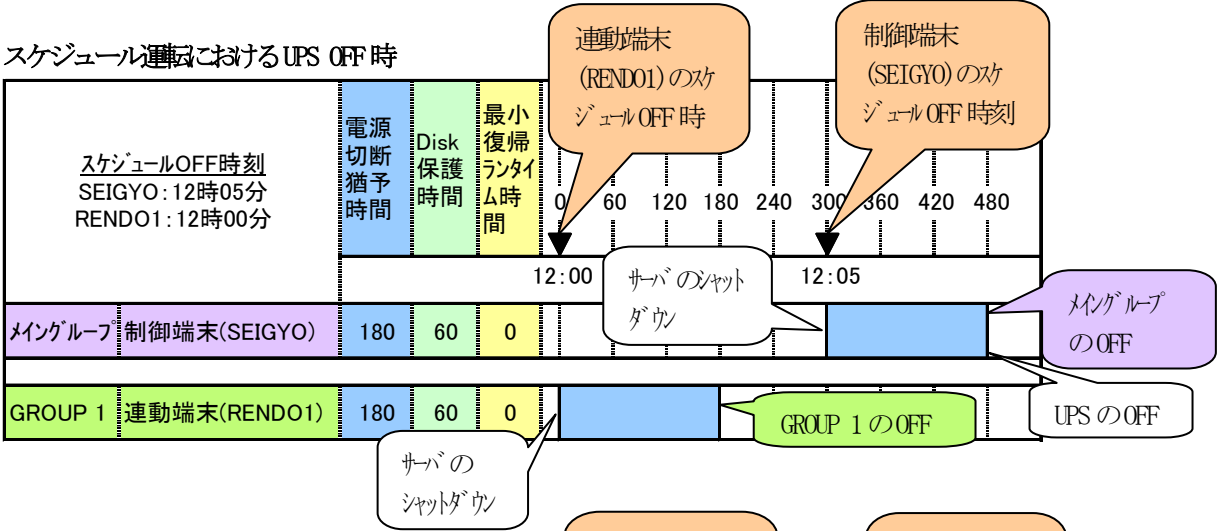 スケジュール運転におけるUPS OFF時
連動端末
(RENDO1)のスケ
ジュールOFF時
制御端末
(SEIGYO)のスケ
ジュールOFF時刻
スケジュールOFF時刻
SEIGYO:12時05分
RENDO1:12時00分
電源
切断
猶予
時間
Disk
保護
時間
最小
復帰
ランタイ
ム時
間
0 60 120 180 240 300 360 420 480
12:00 12:05
サーバのシャット
ダウン
メイングループ 制御端末(SEIGYO) 180 60 0
メイングループ
のOFF
GROUP 1 連動端末(RENDO1) 180 60 0
GROUP 1のOFF
UPSのOFF
サーバの
シャットダウン